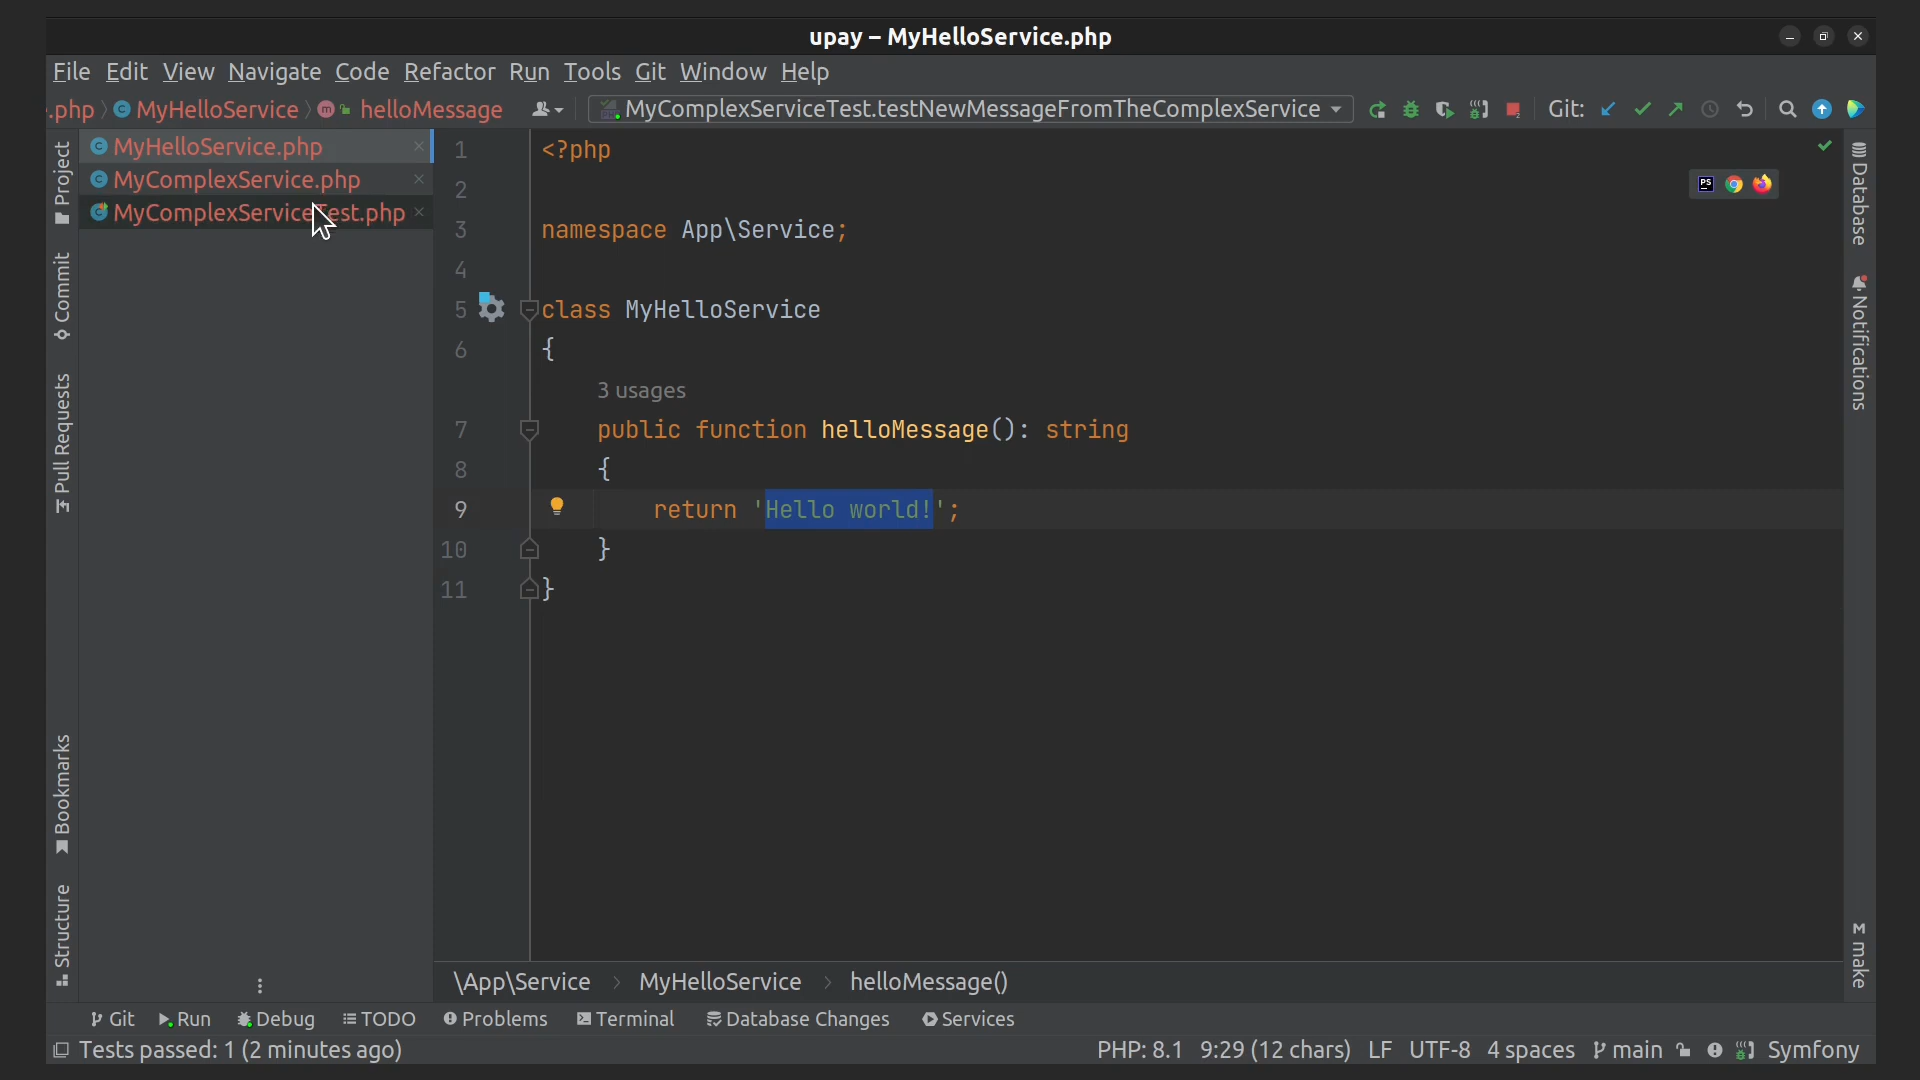 upay – MyHelloService.php
File Edit View Navigate Code Refactor Run Tools Git Window Help
.php MyHelloService m helloMessage MyComplexServiceTest.testNewMessageFromTheComplexService Git:
MyHelloService.php
MyComplexService.php
MyComplexServiceTest.php
Project
Commit
Pull Requests
Bookmarks
Structure
1 <?php
2
3 namespace App\Service;
4
5 class MyHelloService
6 {
3 usages
7 public function helloMessage(): string
8 {
9 return 'Hello world!';
10 }
11 }
PS
Database
Notifications
make
\App\Service > MyHelloService > helloMessage()
Git Run Debug TODO Problems Terminal Database Changes Services
Tests passed: 1 (2 minutes ago) PHP: 8.1 9:29 (12 chars) LF UTF-8 4 spaces main Symfony